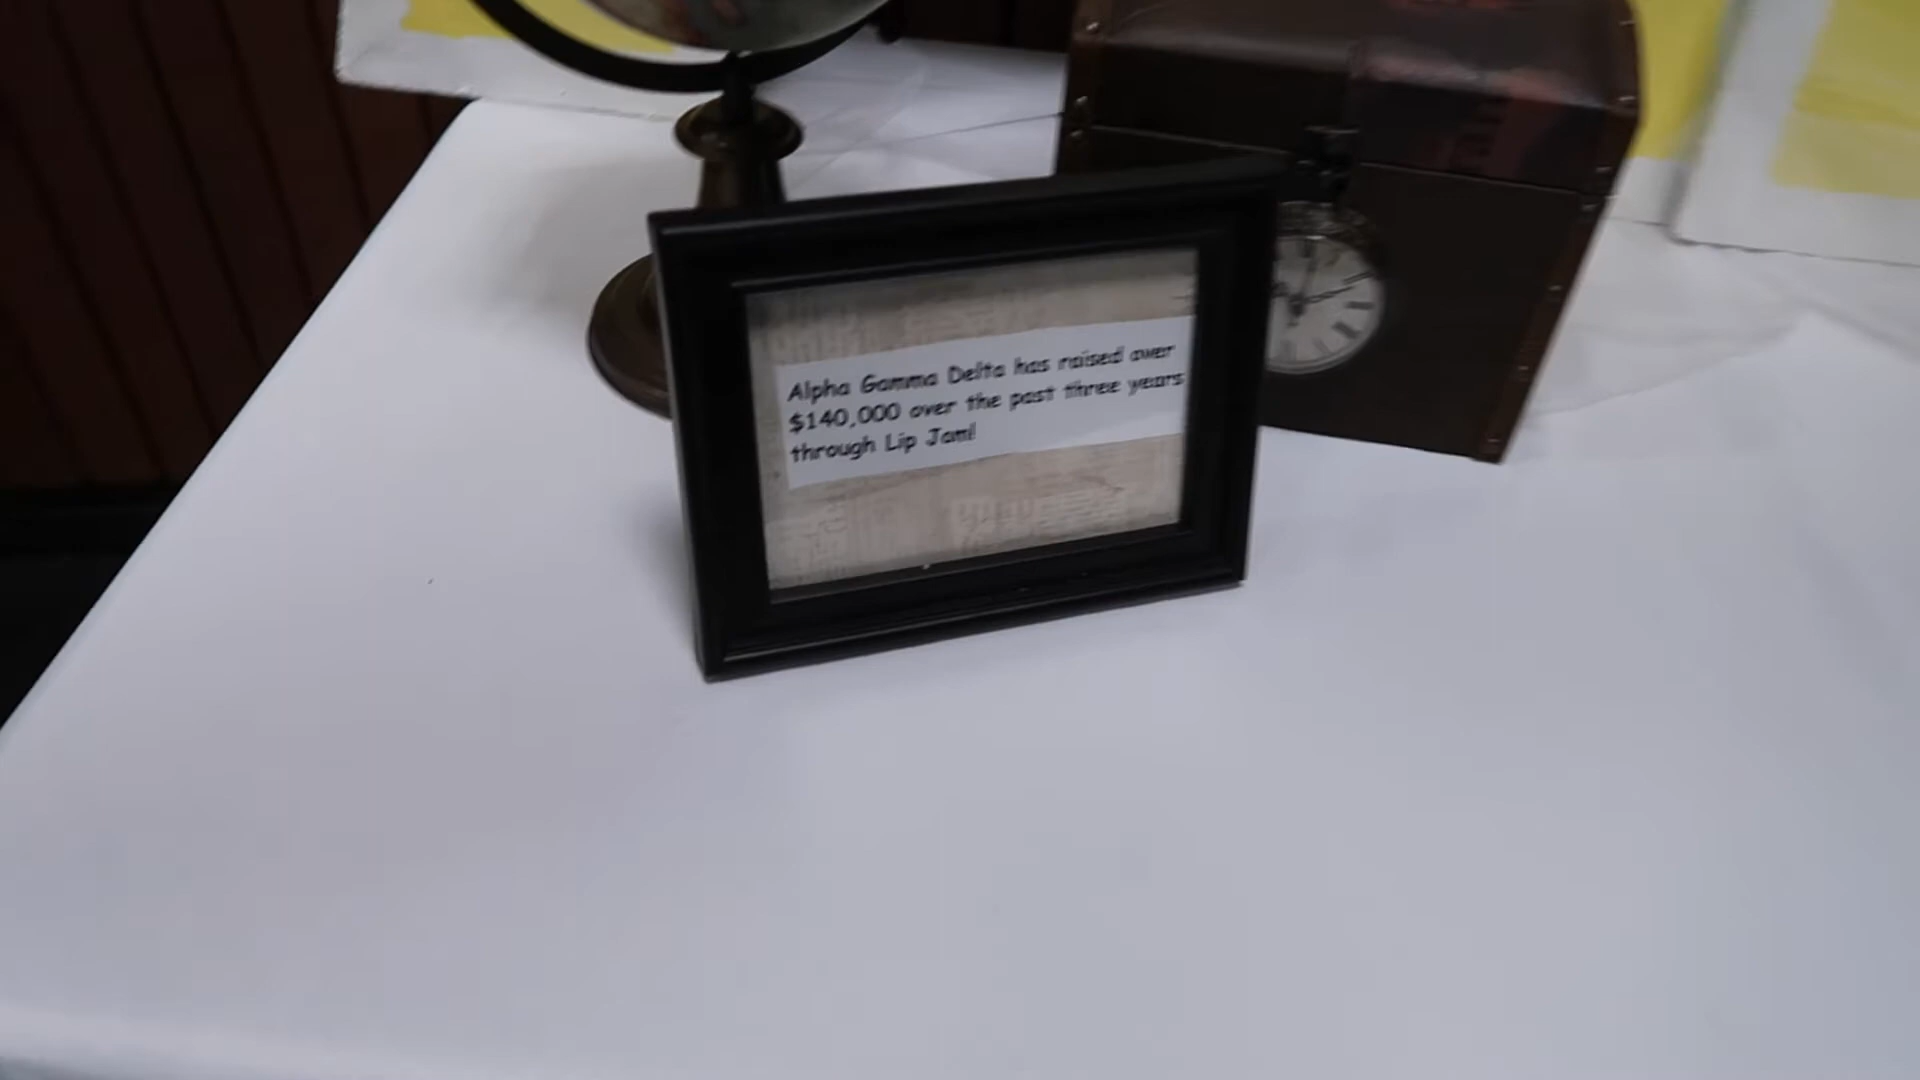 Alpha Gamma Delta has raised over
$140,000 over the past three years
through Lip Jam!